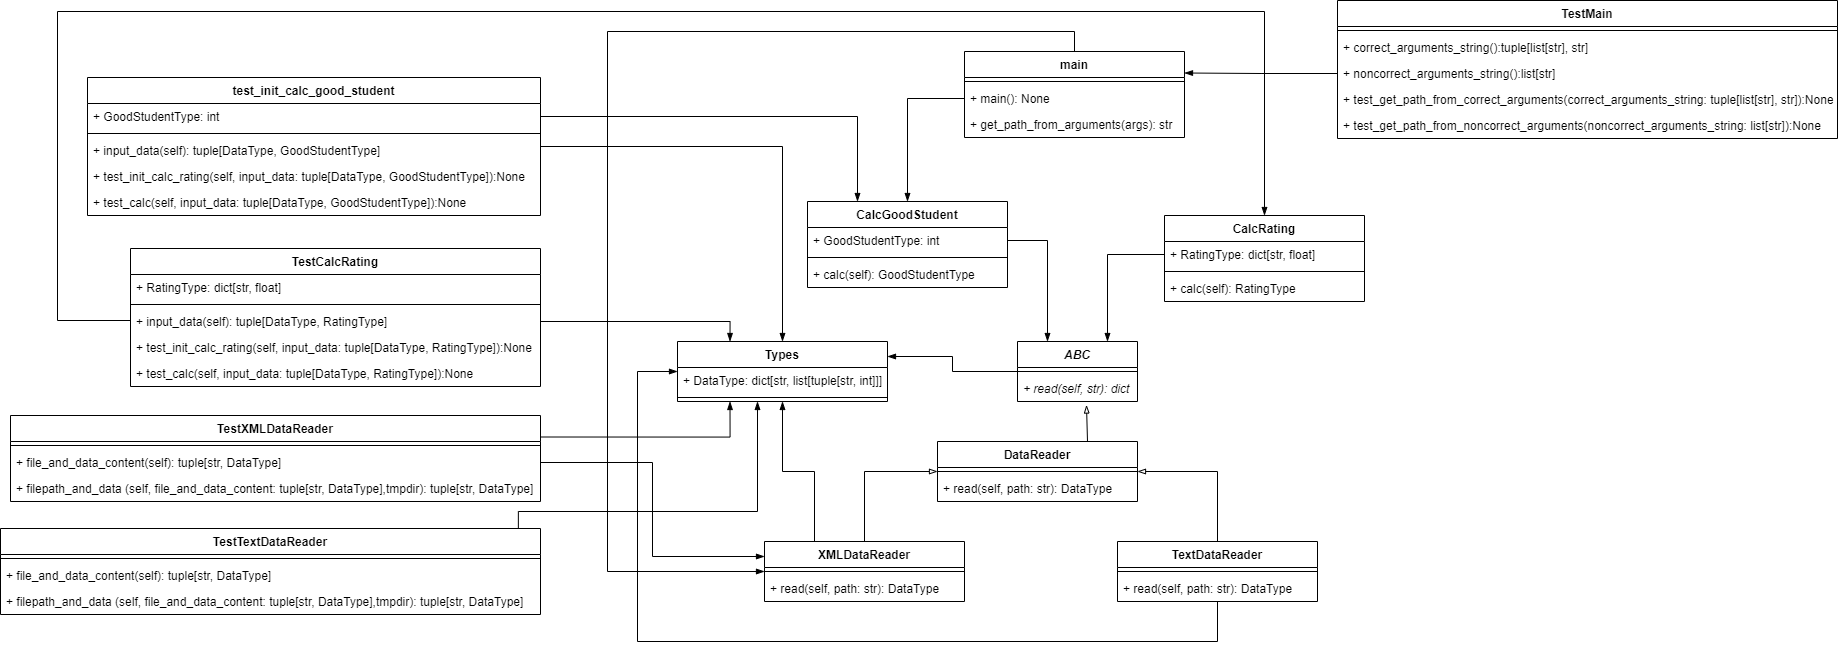 TestMain
+ correct_arguments_string():tuple[list[str], str]
+ noncorrect_arguments_string():list[str]
+ test_get_path_from_correct_arguments(correct_arguments_string: tuple[list[str], str]):None
+ test_get_path_from_noncorrect_arguments(noncorrect_arguments_string: list[str]):None
main
+ main(): None
+ get_path_from_arguments(args): str
test_init_calc_good_student
+ GoodStudentType: int
+ input_data(self): tuple[DataType, GoodStudentType]
+ test_init_calc_rating(self, input_data: tuple[DataType, GoodStudentType]):None
+ test_calc(self, input_data: tuple[DataType, GoodStudentType]):None
CalcGoodStudent
+ GoodStudentType: int
+ calc(self): GoodStudentType
CalcRating
+ RatingType: dict[str, float]
+ calc(self): RatingType
TestCalcRating
+ RatingType: dict[str, float]
+ input_data(self): tuple[DataType, RatingType]
+ test_init_calc_rating(self, input_data: tuple[DataType, RatingType]):None
+ test_calc(self, input_data: tuple[DataType, RatingType]):None
Types
+ DataType: dict[str, list[tuple[str, int]]]
ABC
+ read(self, str): dict
TestXMLDataReader
+ file_and_data_content(self): tuple[str, DataType]
+ filepath_and_data (self, file_and_data_content: tuple[str, DataType],tmpdir): tuple[str, DataType]
DataReader
+ read(self, path: str): DataType
TestTextDataReader
+ file_and_data_content(self): tuple[str, DataType]
+ filepath_and_data (self, file_and_data_content: tuple[str, DataType],tmpdir): tuple[str, DataType]
XMLDataReader
+ read(self, path: str): DataType
TextDataReader
+ read(self, path: str): DataType